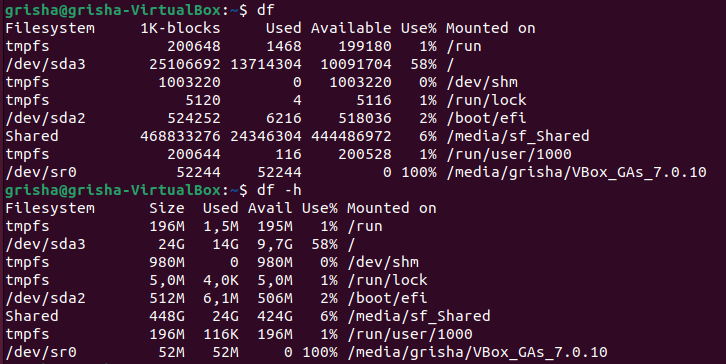 grisha@grisha-VirtualBox:~$ df
Filesystem     1K-blocks     Used Available Use% Mounted on
tmpfs             200648     1468    199180   1% /run
/dev/sda3       25106692 13714304  10091704  58% /
tmpfs            1003220        0   1003220   0% /dev/shm
tmpfs               5120        4      5116   1% /run/lock
/dev/sda2         524252     6216    518036   2% /boot/efi
Shared         468833276 24346304 444486972   6% /media/sf_Shared
tmpfs             200644      116    200528   1% /run/user/1000
/dev/sr0           52244    52244         0 100% /media/grisha/VBox_GAs_7.0.10
grisha@grisha-VirtualBox:~$ df -h
Filesystem      Size  Used Avail Use% Mounted on
tmpfs           196M  1,5M  195M   1% /run
/dev/sda3        24G   14G  9,7G  58% /
tmpfs           980M     0  980M   0% /dev/shm
tmpfs           5,0M  4,0K  5,0M   1% /run/lock
/dev/sda2       512M  6,1M  506M   2% /boot/efi
Shared          448G   24G  424G   6% /media/sf_Shared
tmpfs           196M  116K  196M   1% /run/user/1000
/dev/sr0         52M   52M     0 100% /media/grisha/VBox_GAs_7.0.10